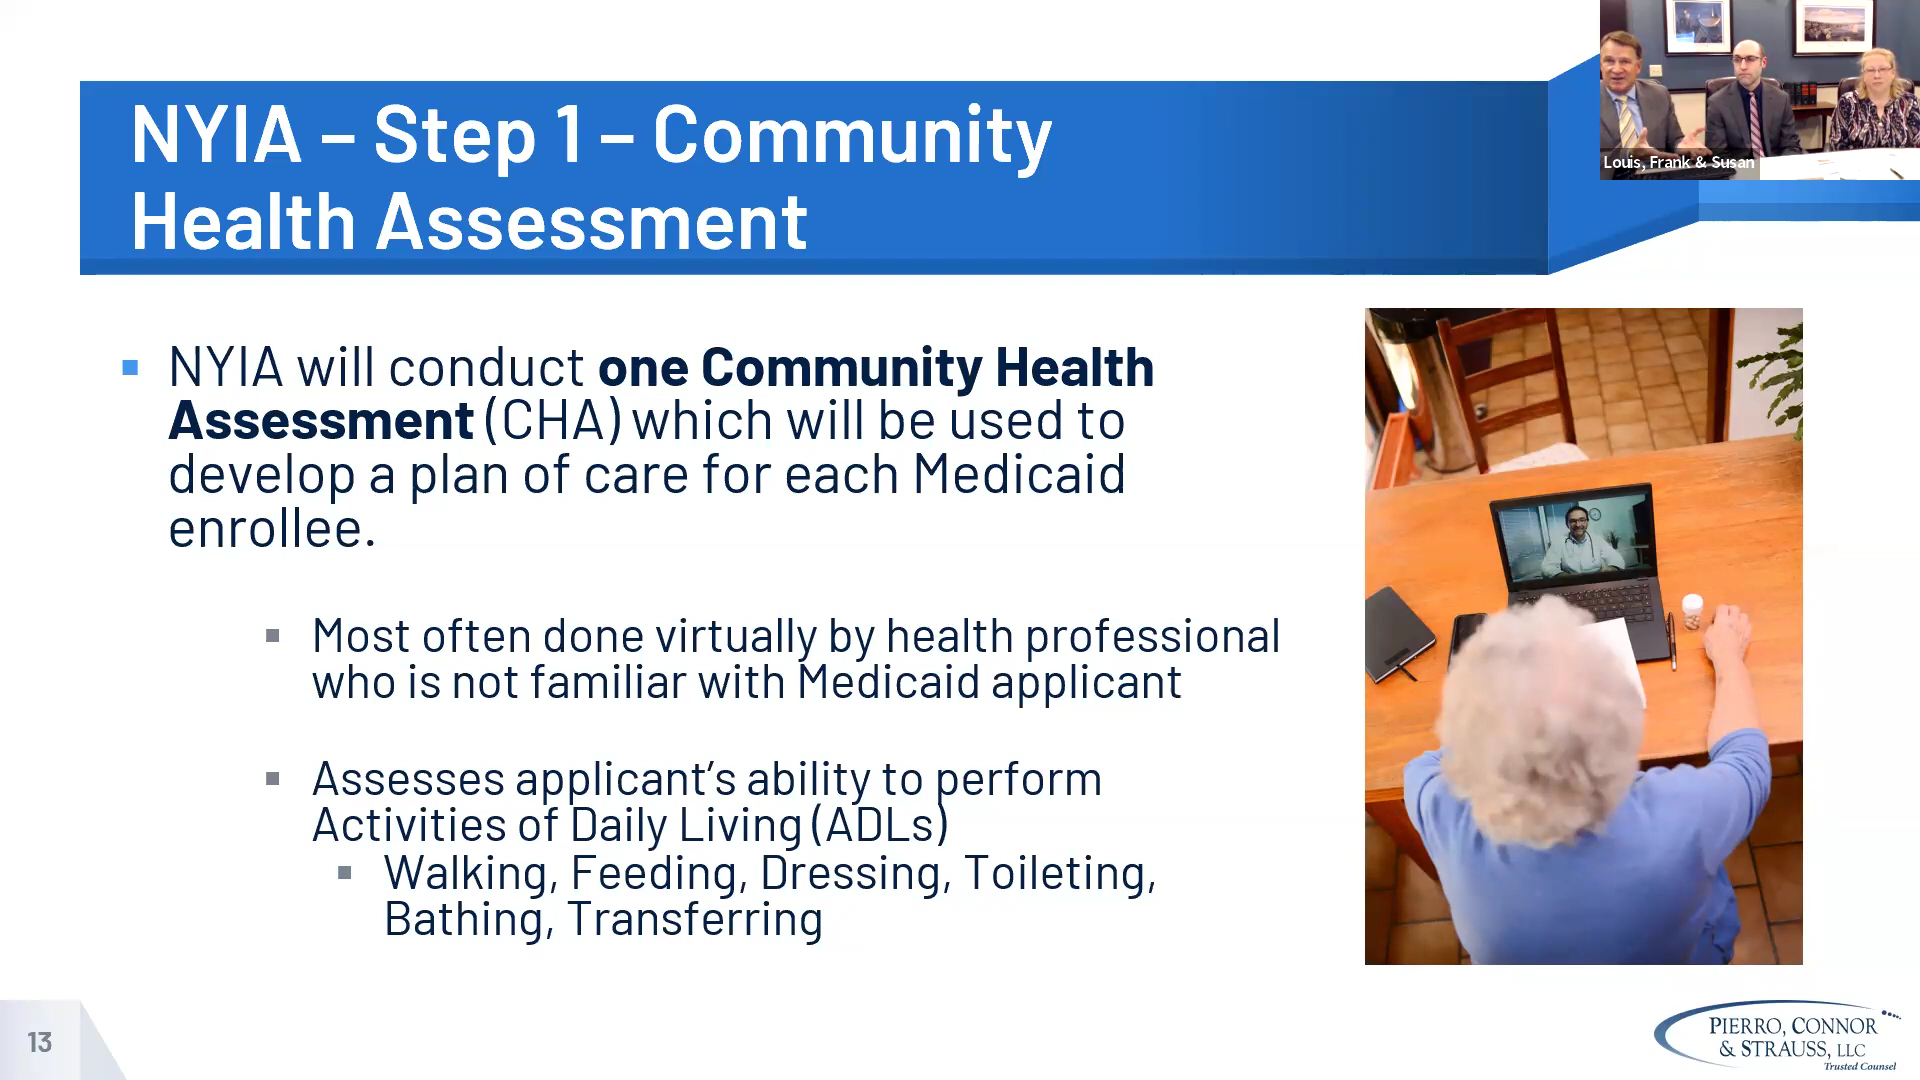 NYIA – Step 1 – Community
Health Assessment
Louis, Frank & Susan
NYIA will conduct one Community Health
Assessment (CHA) which will be used to
develop a plan of care for each Medicaid
enrollee.
Most often done virtually by health professional
who is not familiar with Medicaid applicant
Assesses applicant’s ability to perform
Activities of Daily Living (ADLs)
Walking, Feeding, Dressing, Toileting,
Bathing, Transferring
13
PIERRO, CONNOR
& STRAUSS, LLC
Trusted Counsel